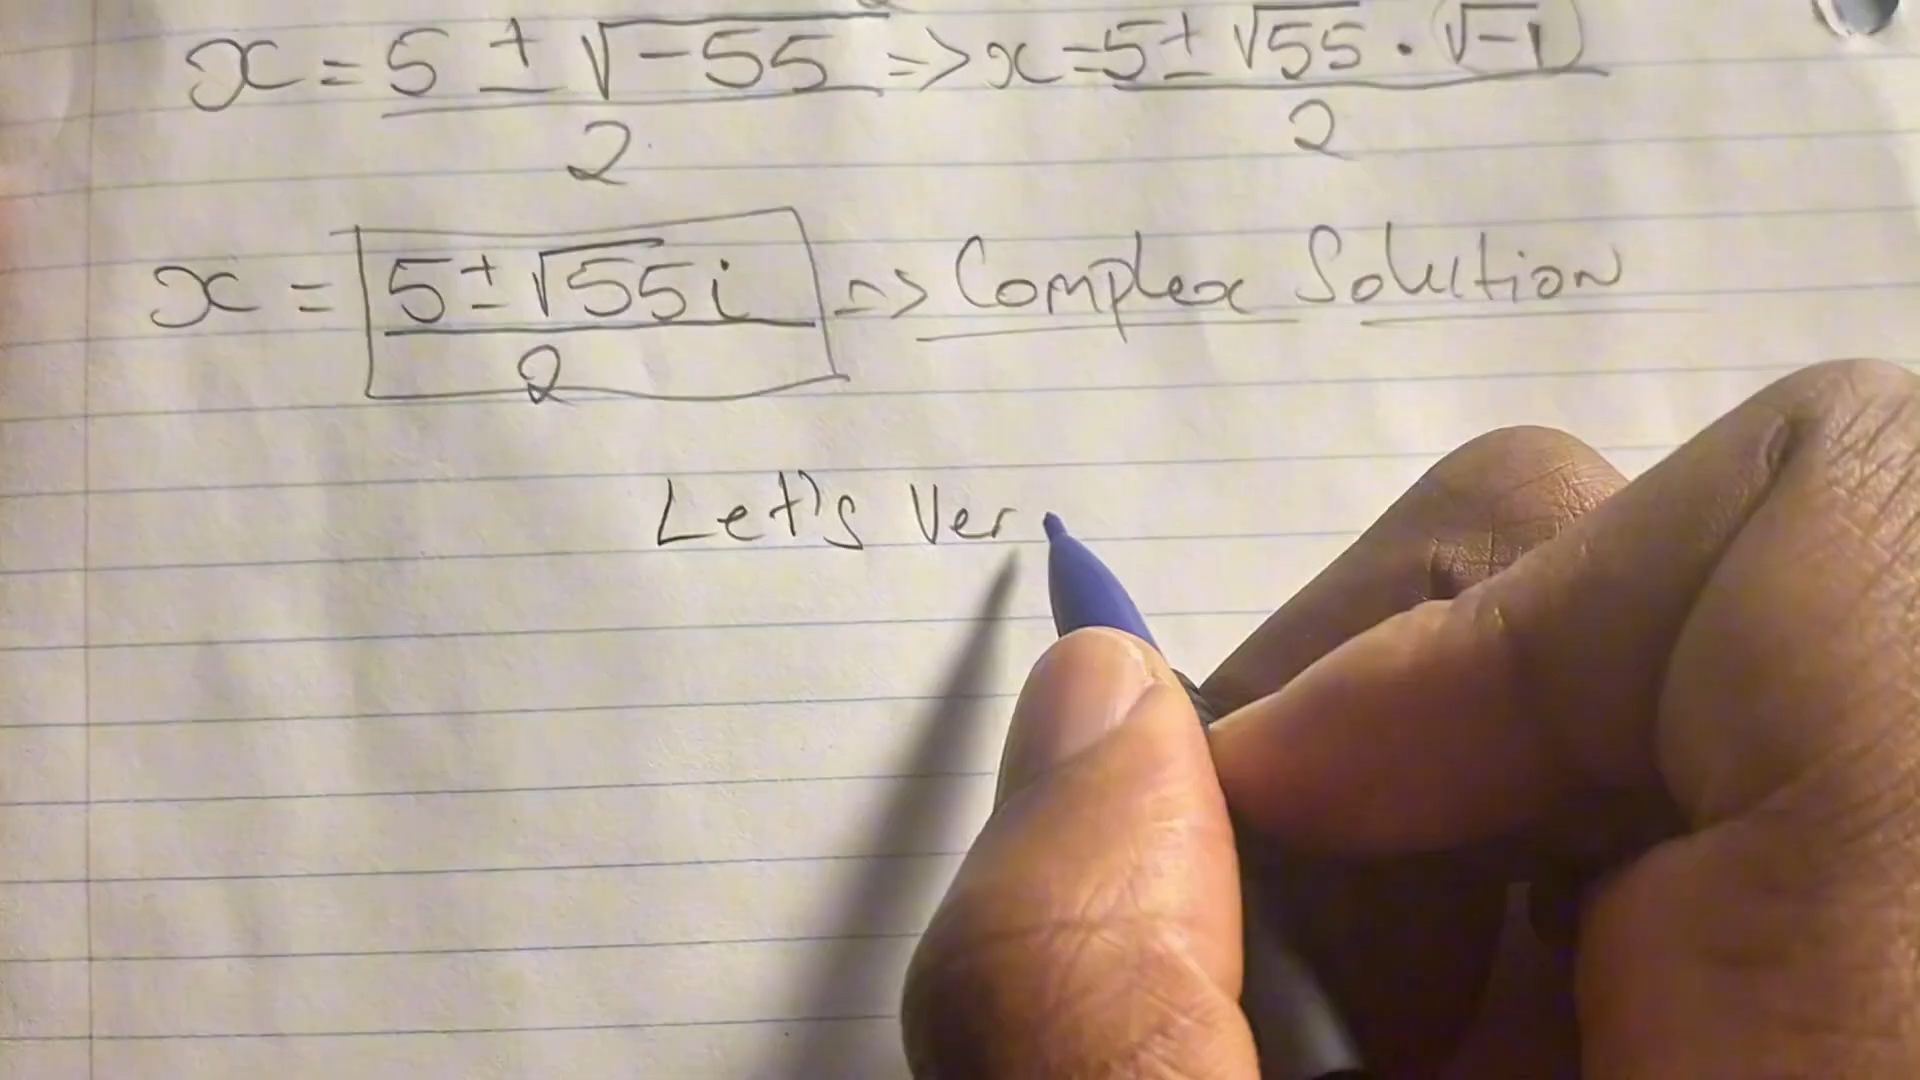 x = 5 ± √-55 / 2 => x = 5 ± √55 · √-1 / 2
x = 5 ± √55 i / 2 => Complex Solution
Let's Ver